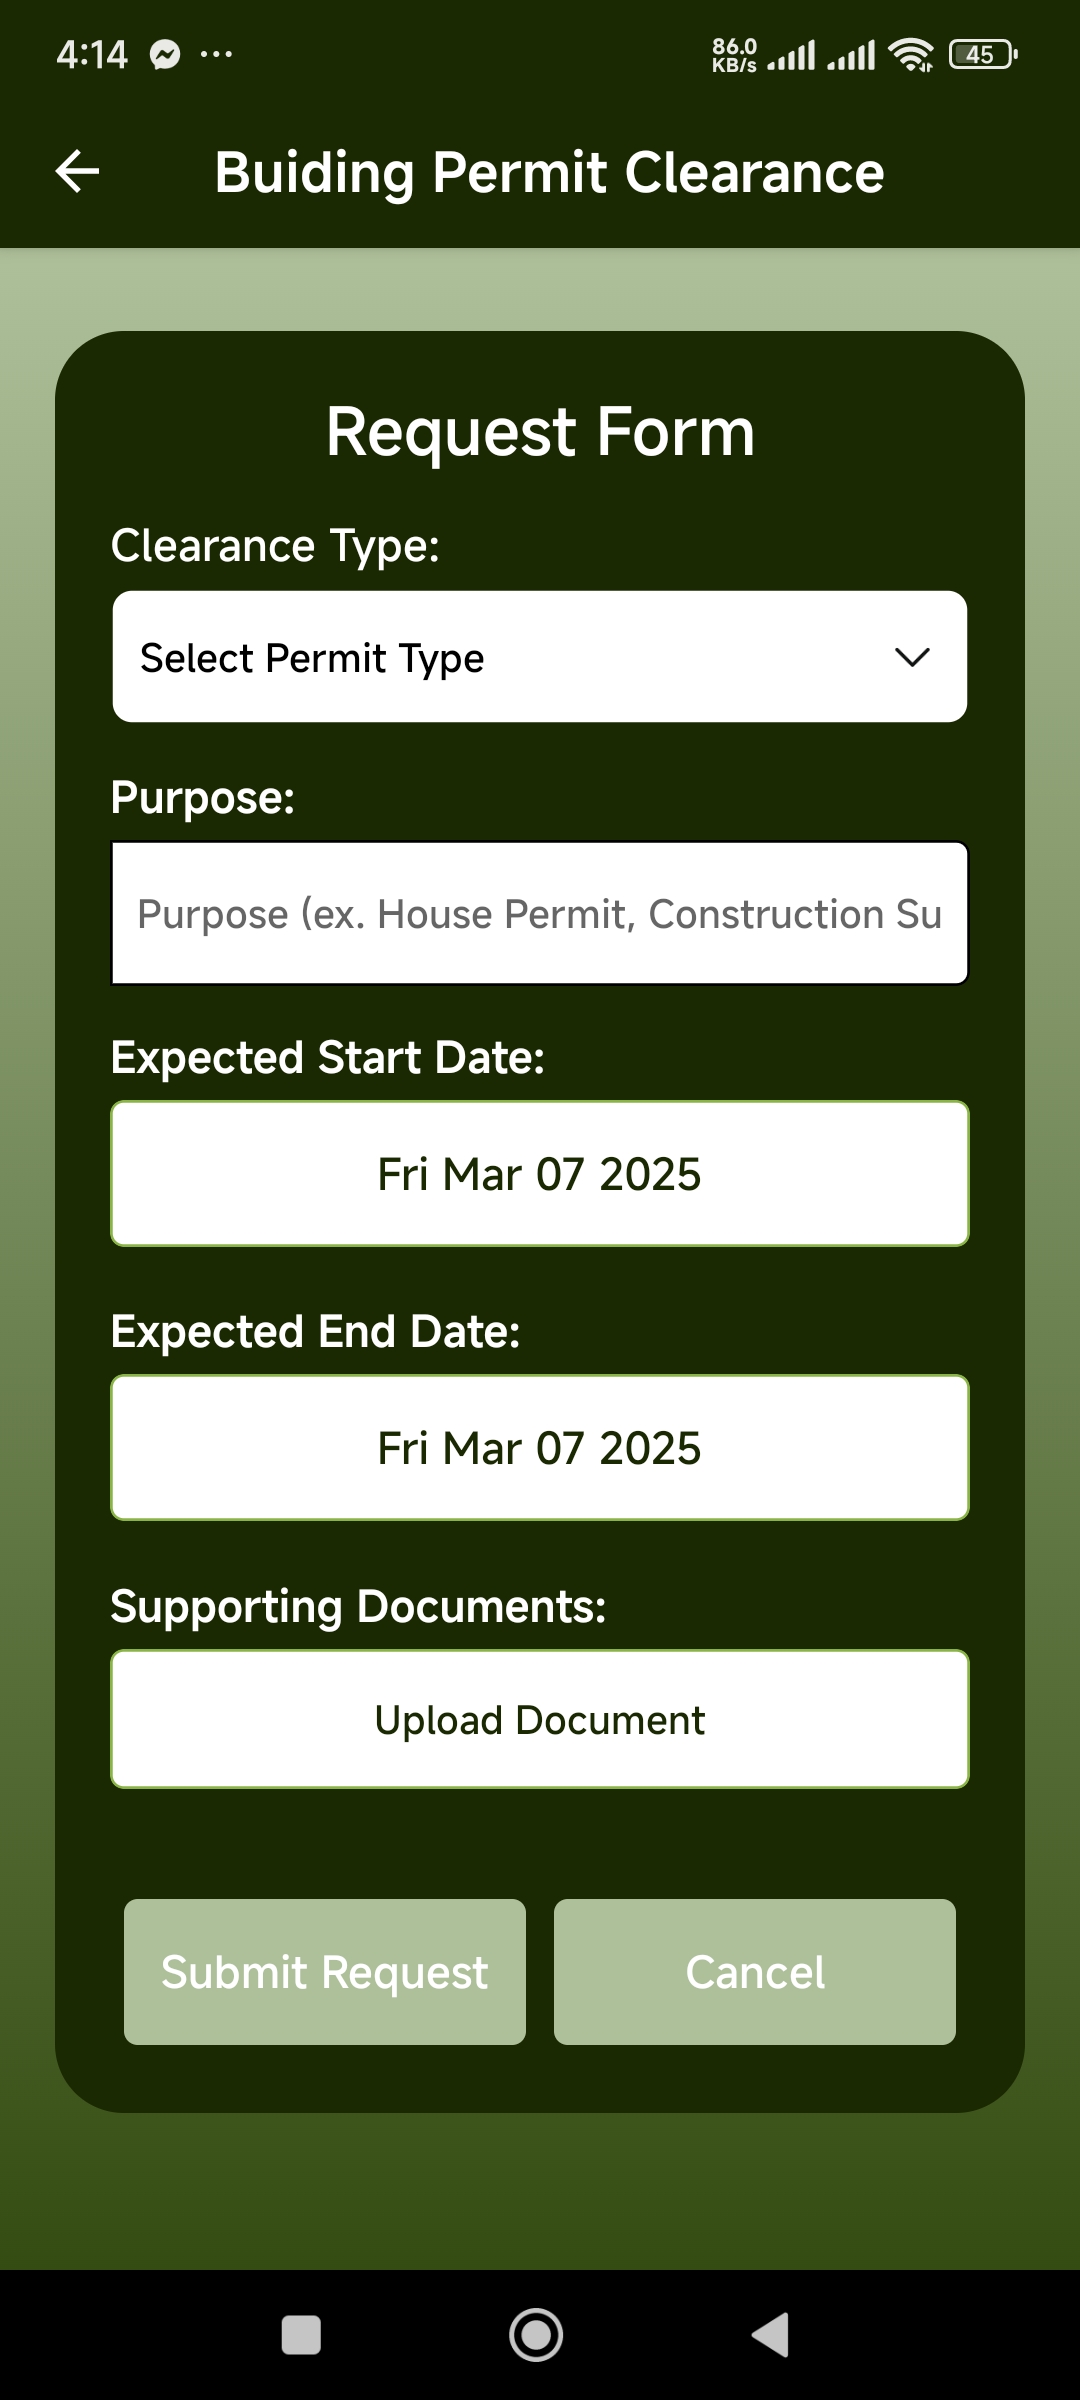 4:14
86.0
KB/s
45
Buiding Permit Clearance
Request Form
Clearance Type:
Select Permit Type
Purpose:
Purpose (ex. House Permit, Construction Su
Expected Start Date:
Fri Mar 07 2025
Expected End Date:
Fri Mar 07 2025
Supporting Documents:
Upload Document
Submit Request
Cancel